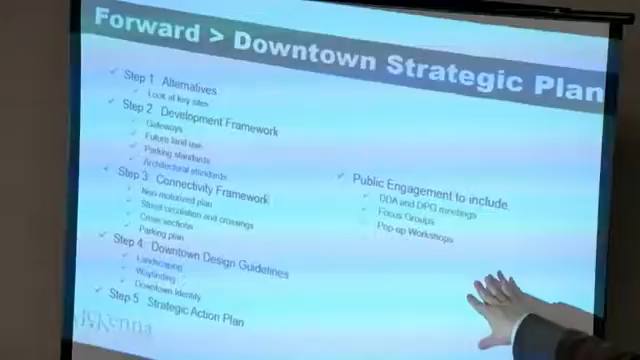 Forward > Downtown Strategic Plan
Step 1 Alternatives
Look at key sites
Step 2 Development Framework
Gateways
Future land use
Parking standards
Architectural standards
Step 3: Connectivity Framework
Non-motorized plan
Street circulation and crossings
Cross sections
Parking plan
Step 4: Downtown Design Guidelines
Landscaping
Wayfinding
Downtown Identity
Step 5 Strategic Action Plan
McKenna
Public Engagement to include
DDA and DPG meetings
Focus Groups
Pop-up Workshops